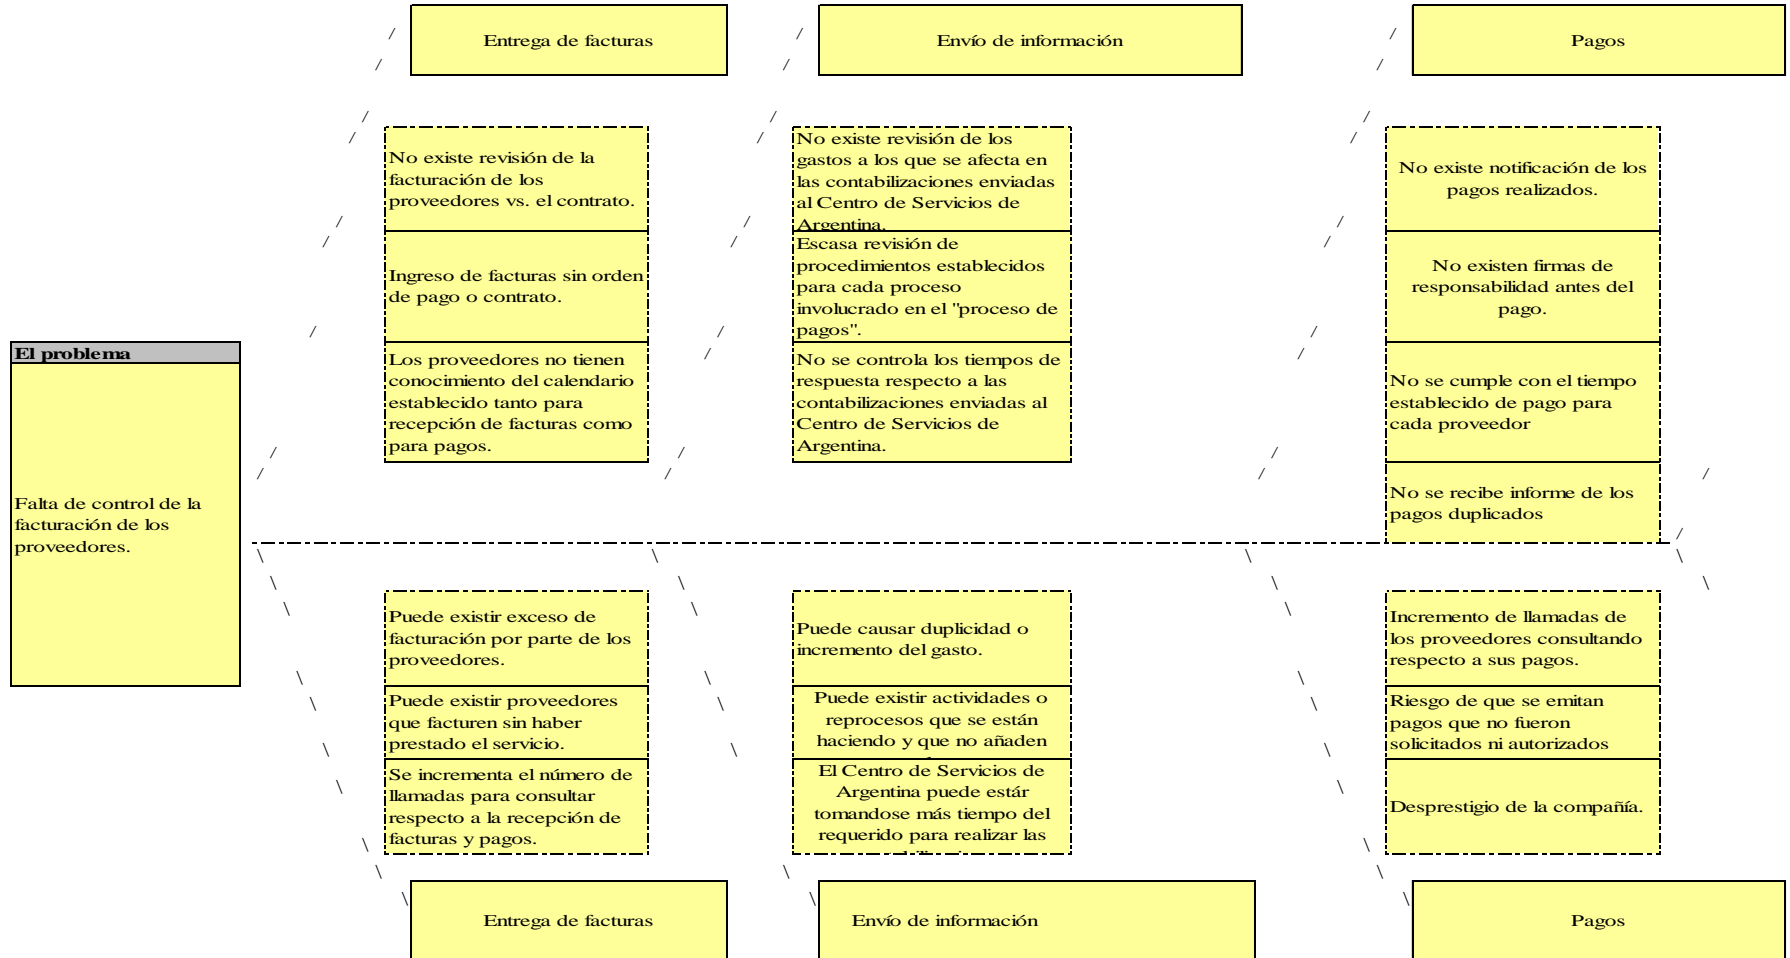 Entrega de facturas
Envío de información
Pagos
No existe revisión de la
facturación de los
proveedores vs. el contrato.
Ingreso de facturas sin orden
de pago o contrato.
Los proveedores no tienen
conocimiento del calendario
establecido tanto para
recepción de facturas como
para pagos.
No existe revisión de los
gastos a los que se afecta en
las contabilizaciones enviadas
al Centro de Servicios de
Argentina.
Escasa revisión de
procedimientos establecidos
para cada proceso
involucrado en el "proceso de
pagos".
No se controla los tiempos de
respuesta respecto a las
contabilizaciones enviadas al
Centro de Servicios de
Argentina.
No existe notificación de los
pagos realizados.
No existen firmas de
responsabilidad antes del
pago.
No se cumple con el tiempo
establecido de pago para
cada proveedor
No se recibe informe de los
pagos duplicados
El problema
Falta de control de la
facturación de los
proveedores.
Puede existir exceso de
facturación por parte de los
proveedores.
Puede existir proveedores
que facturen sin haber
prestado el servicio.
Se incrementa el número de
llamadas para consultar
respecto a la recepción de
facturas y pagos.
Puede causar duplicidad o
incremento del gasto.
Puede existir actividades o
reprocesos que se están
haciendo y que no añaden
El Centro de Servicios de
Argentina puede estár
tomandose más tiempo del
requerido para realizar las
Incremento de llamadas de
los proveedores consultando
respecto a sus pagos.
Riesgo de que se emitan
pagos que no fueron
solicitados ni autorizados
Desprestigio de la compañía.
Entrega de facturas
Envío de información
Pagos